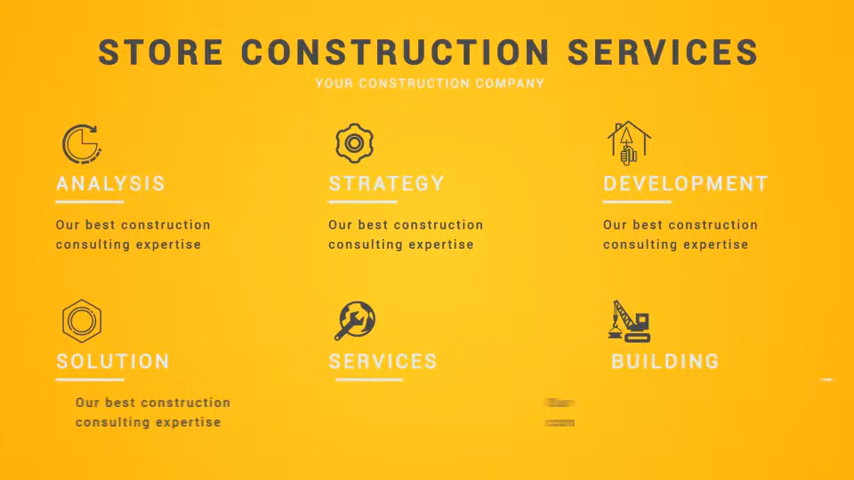 STORE CONSTRUCTION SERVICES
YOUR CONSTRUCTION COMPANY
ANALYSIS
Our best construction
consulting expertise
STRATEGY
Our best construction
consulting expertise
DEVELOPMENT
Our best construction
consulting expertise
SOLUTION
Our best construction
consulting expertise
SERVICES
BUILDING